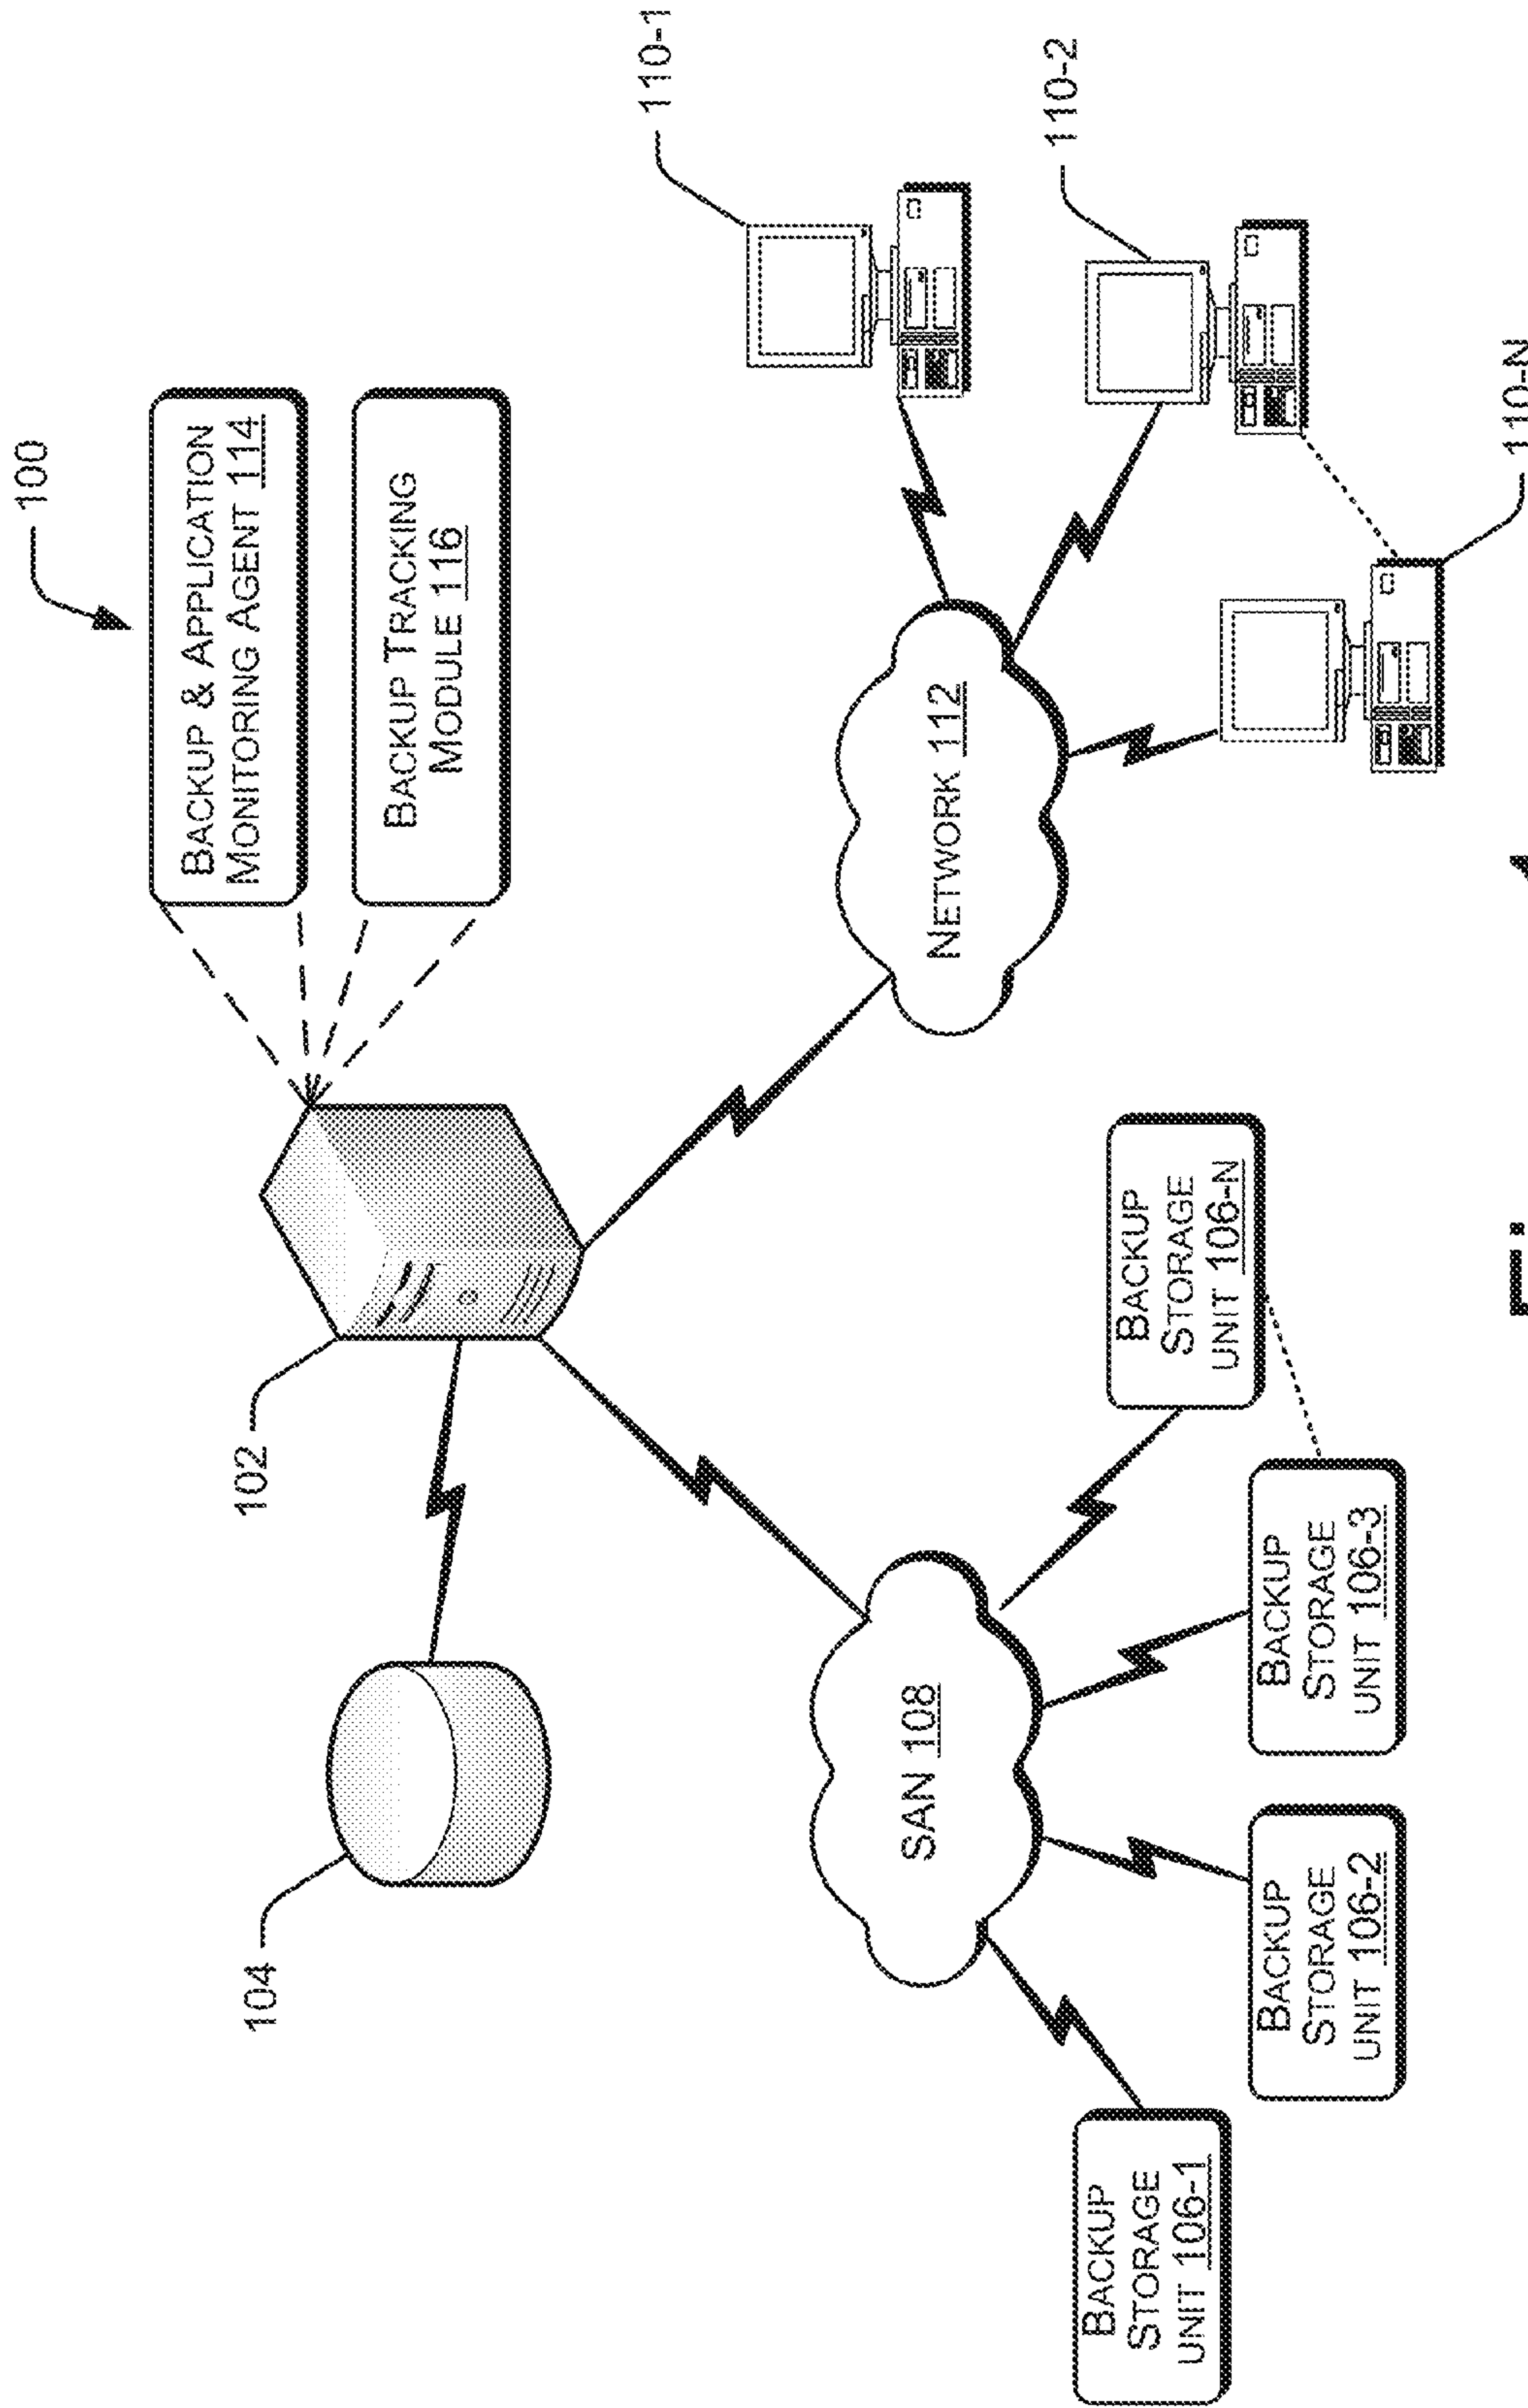 100
BACKUP & APPLICATION
MONITORING AGENT 114
BACKUP TRACKING
MODULE 116
102
104
110-1
NETWORK 112
110-2
SAN 108
110-N
BACKUP
STORAGE
UNIT 106-1
BACKUP
STORAGE
UNIT 106-2
BACKUP
STORAGE
UNIT 106-3
BACKUP
STORAGE
UNIT 106-N